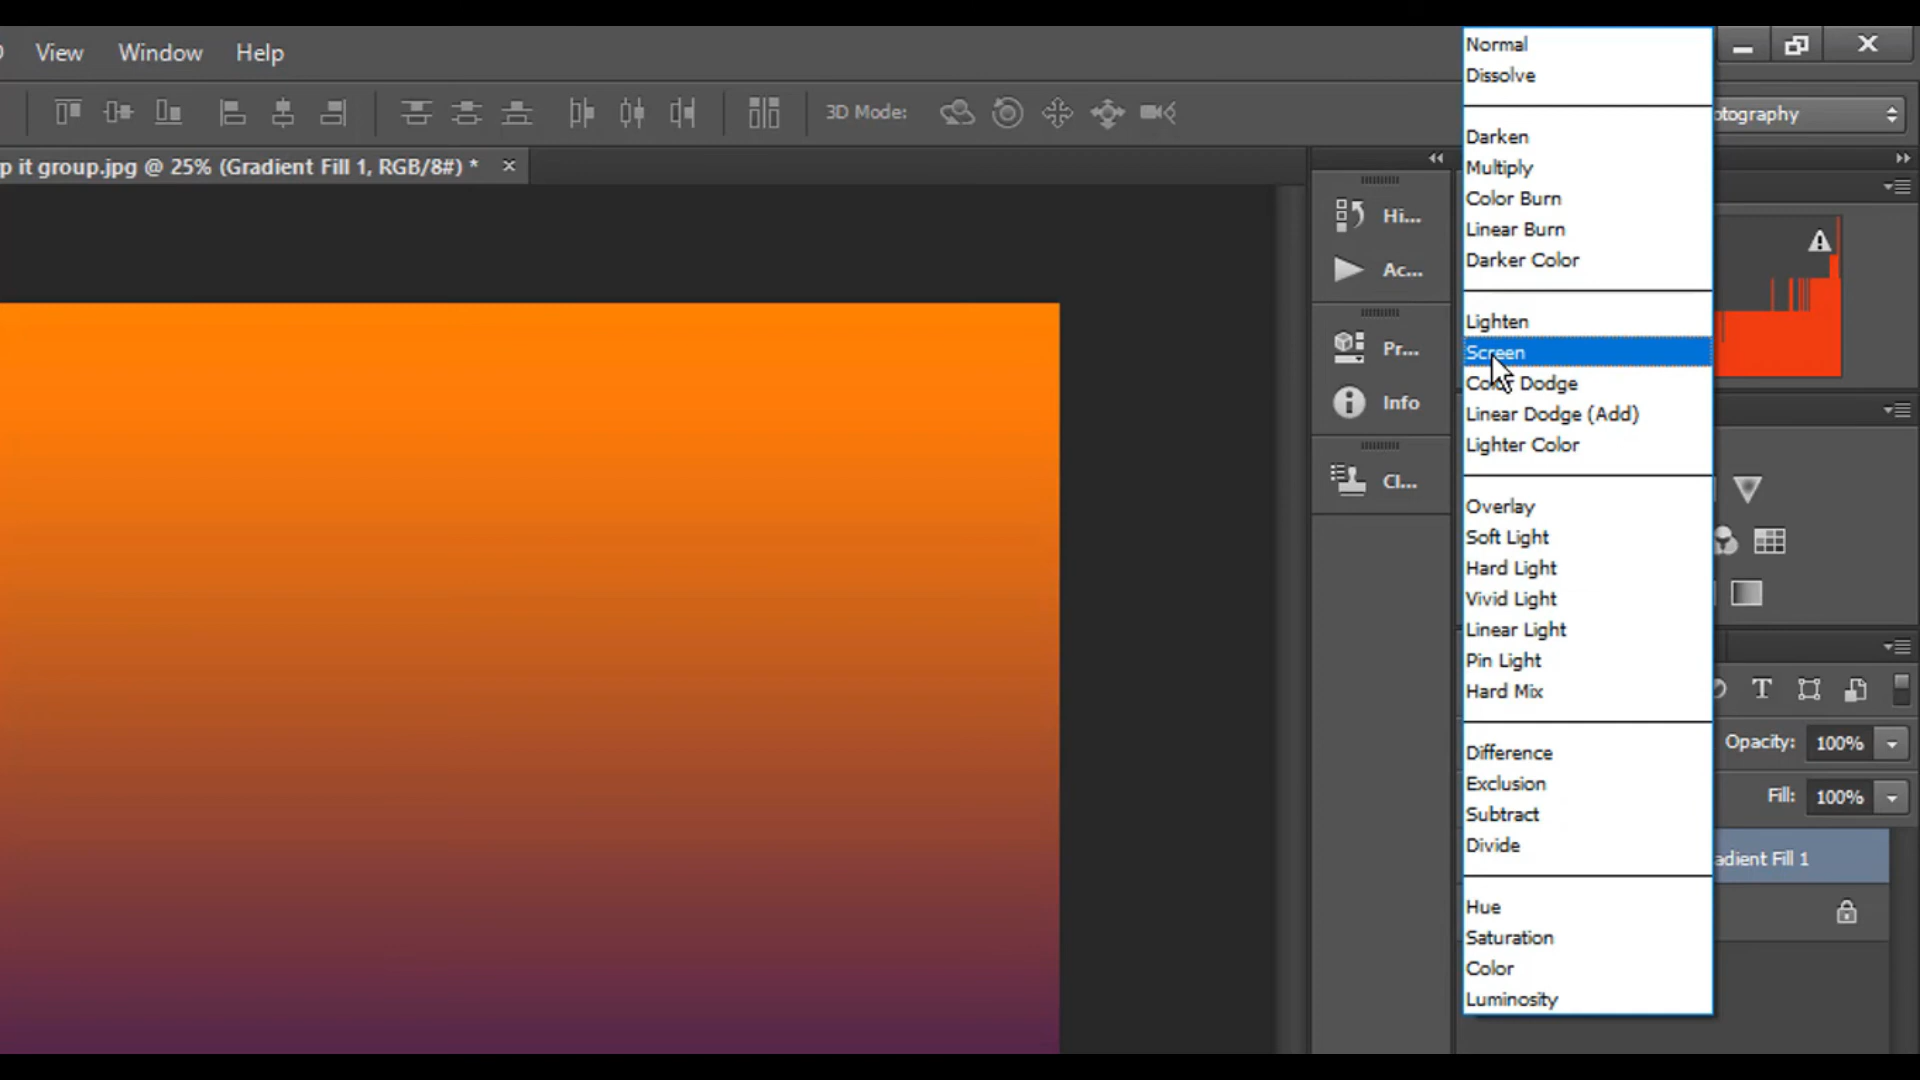 View Window Help
3D Mode:
otography
p it group.jpg @ 25% (Gradient Fill 1, RGB/8#) *
Hi...
Ac...
Pr...
Info
Cl...
Normal
Dissolve
Darken
Multiply
Color Burn
Linear Burn
Darker Color
Lighten
Screen
Color Dodge
Linear Dodge (Add)
Lighter Color
Overlay
Soft Light
Hard Light
Vivid Light
Linear Light
Pin Light
Hard Mix
Difference
Exclusion
Subtract
Divide
Hue
Saturation
Color
Luminosity
Opacity: 100%
Fill: 100%
adient Fill 1